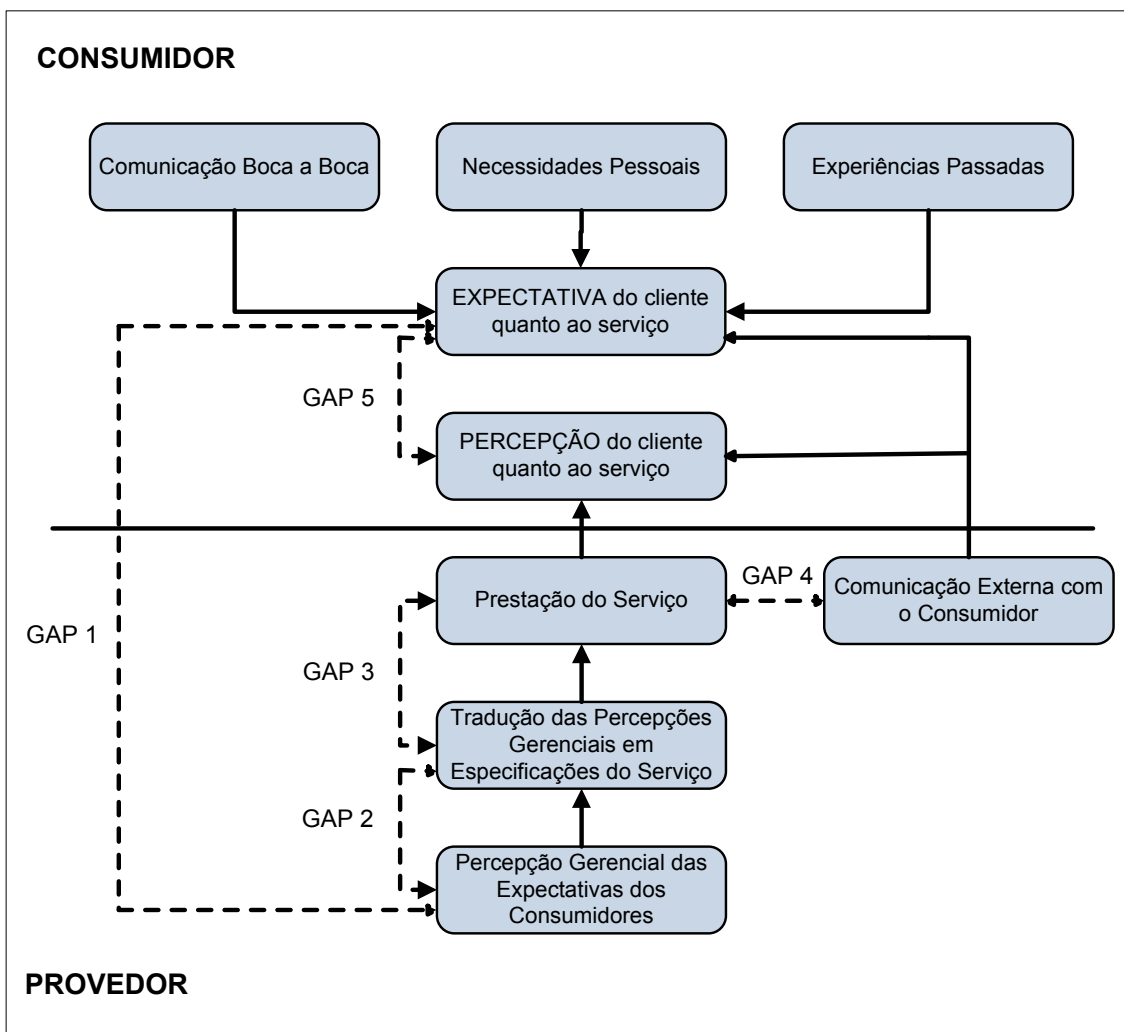 CONSUMIDOR
Comunicação Boca a Boca
Necessidades Pessoais
Experiências Passadas
EXPECTATIVA do cliente
quanto ao serviço
GAP 5
PERCEPÇÃO do cliente
quanto ao serviço
GAP 1
Prestação do Serviço
GAP 4
Comunicação Externa com
o Consumidor
GAP 3
Tradução das Percepções
Gerenciais em
Especificações do Serviço
GAP 2
Percepção Gerencial das
Expectativas dos
Consumidores
PROVEDOR